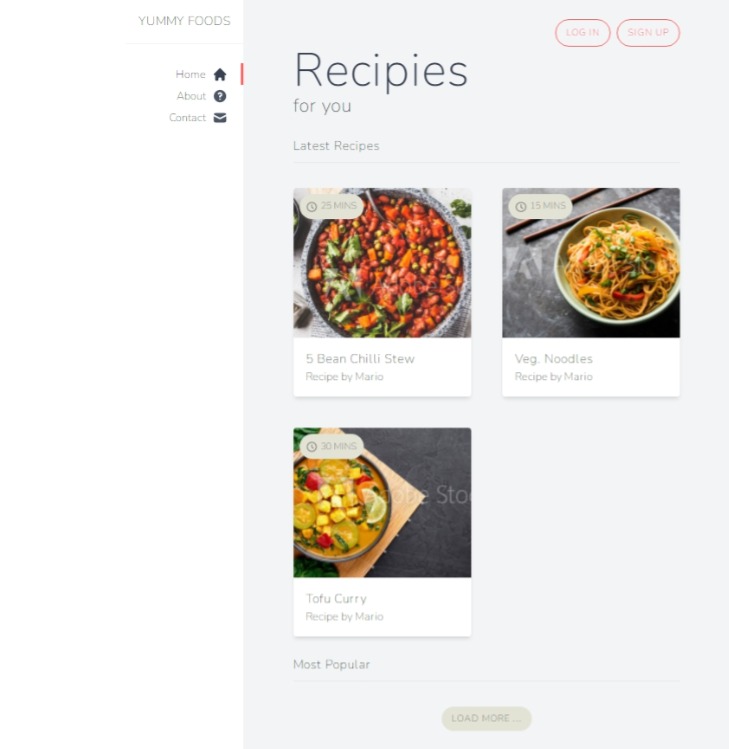 YUMMY FOODS
Home
About
Contact
LOG IN
SIGN UP
Recipies
for you
Latest Recipes
25 MINS
5 Bean Chilli Stew
Recipe by Mario
15 MINS
Veg. Noodles
Recipe by Mario
30 MINS
Tofu Curry
Recipe by Mario
Most Popular
LOAD MORE ...